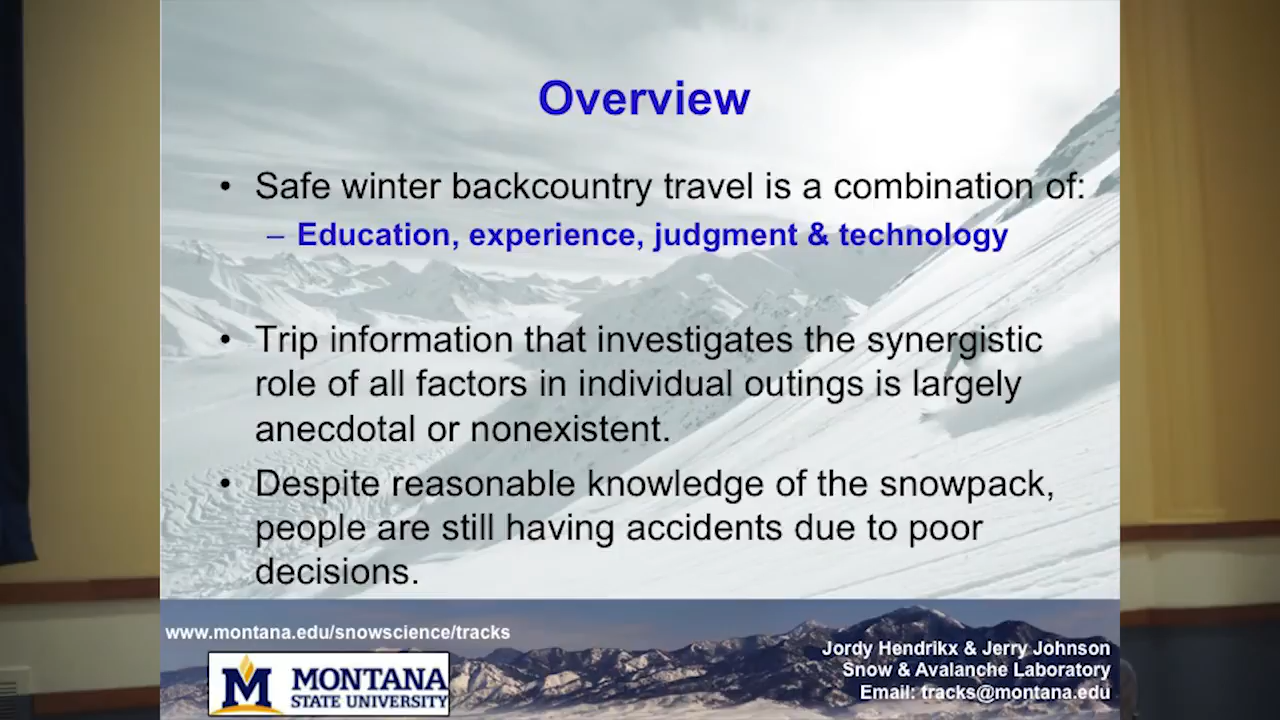 Overview
• Safe winter backcountry travel is a combination of:
– Education, experience, judgment & technology
• Trip information that investigates the synergistic
role of all factors in individual outings is largely
anecdotal or nonexistent.
• Despite reasonable knowledge of the snowpack,
people are still having accidents due to poor
decisions.
www.montana.edu/snowscience/tracks
M MONTANA
STATE UNIVERSITY
Jordy Hendrikx & Jerry Johnson
Snow & Avalanche Laboratory
Email: tracks@montana.edu